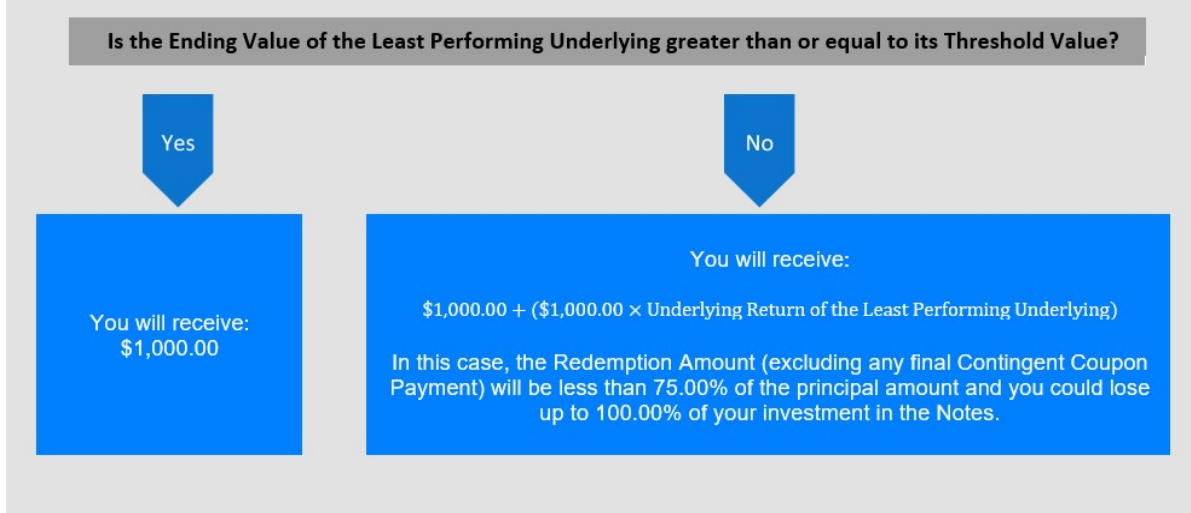 Is the Ending Value of the Least Performing Underlying greater than or equal to its Threshold Value?
Yes
No
You will receive:
$1,000.00
You will receive:
$1,000.00 + ($1,000.00 × Underlying Return of the Least Performing Underlying)
In this case, the Redemption Amount (excluding any final Contingent Coupon
Payment) will be less than 75.00% of the principal amount and you could lose
up to 100.00% of your investment in the Notes.